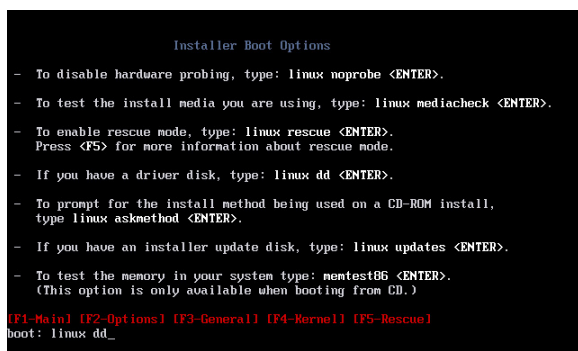 Installer Boot Options
- To disable hardware probing, type: linux noprobe <ENTER>.
- To test the install media you are using, type: linux mediacheck <ENTER>.
- To enable rescue mode, type: linux rescue <ENTER>.
Press <F5> for more information about rescue mode.
- If you have a driver disk, type: linux dd <ENTER>.
- To prompt for the install method being used on a CD-ROM install,
type linux askmethod <ENTER>.
- If you have an installer update disk, type: linux updates <ENTER>.
- To test the memory in your system type: memtest86 <ENTER>.
(This option is only available when booting from CD.)
[F1-Main] [F2-Options] [F3-General] [F4-Kernel] [F5-Rescue]
boot: linux dd_